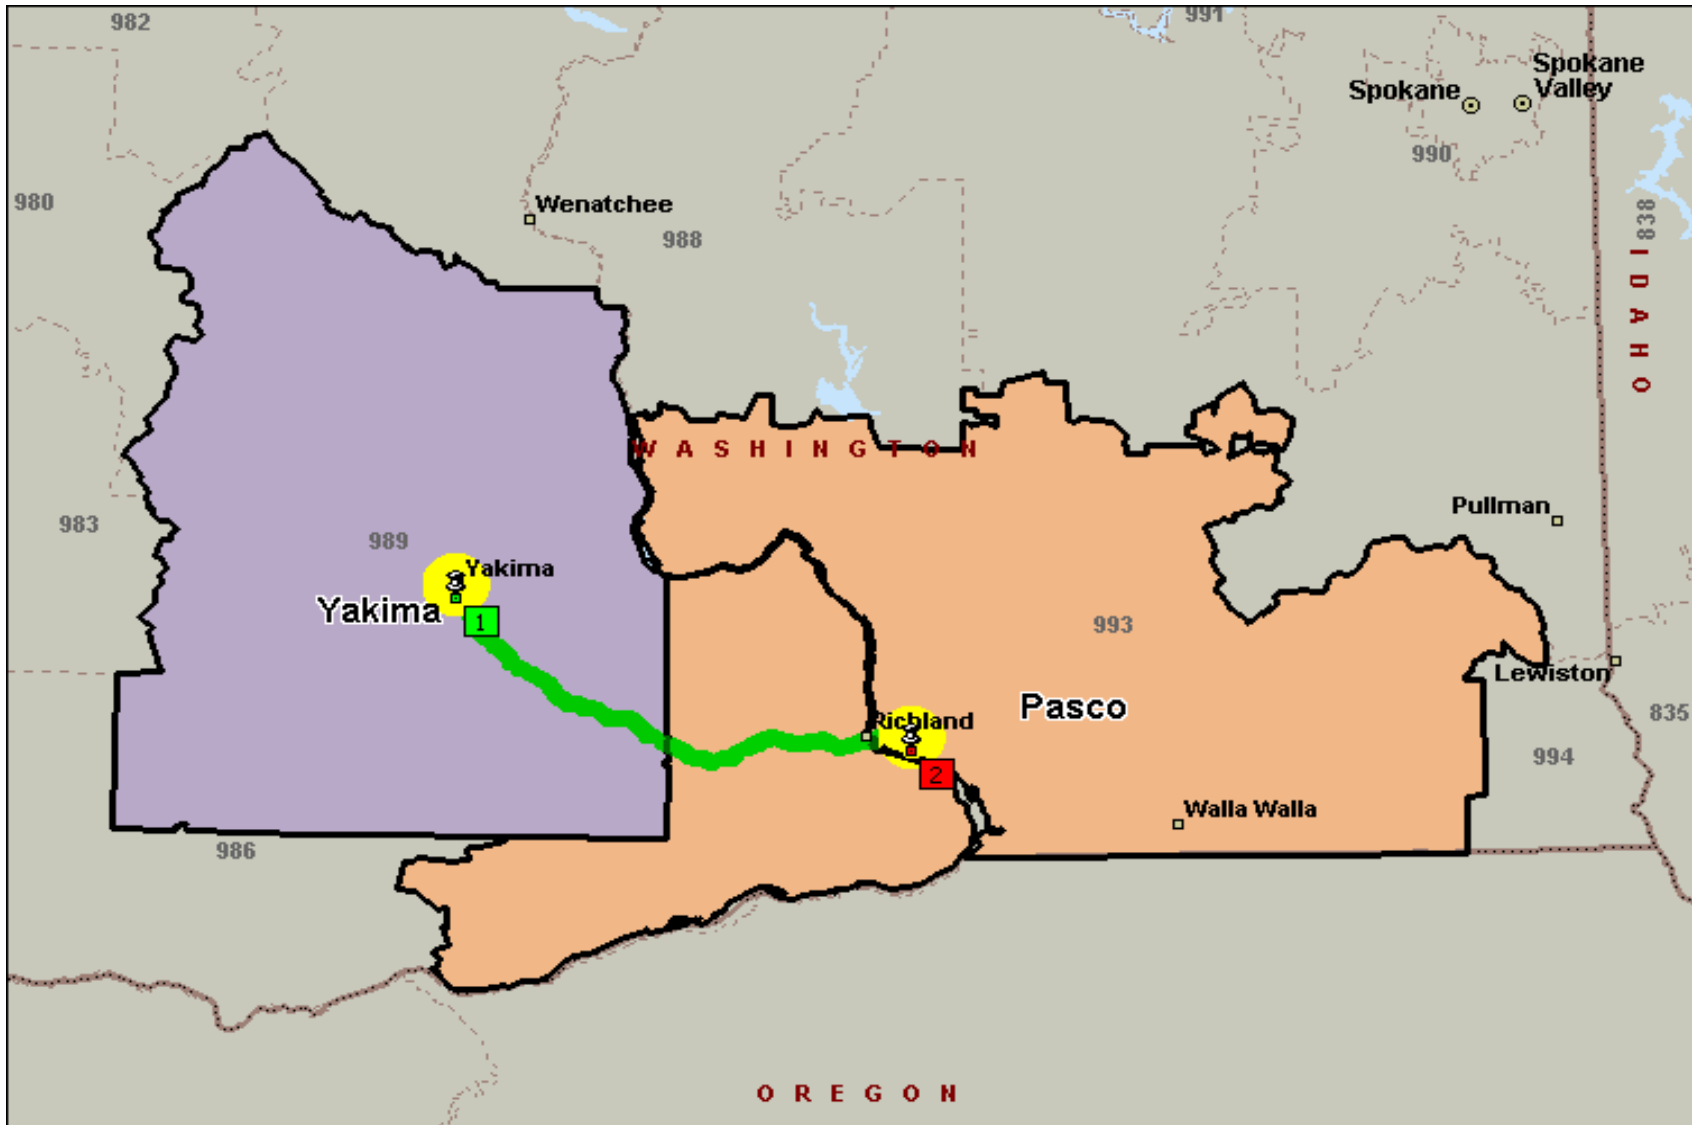 982
991
Spokane
Spokane
Valley
990
980
Wenatchee
988
838
IDAHO
WASHINGTON
Pullman
983
989
Yakima
Yakima
1
993
Lewiston
Richland
Pasco
835
994
2
Walla Walla
986
OREGON